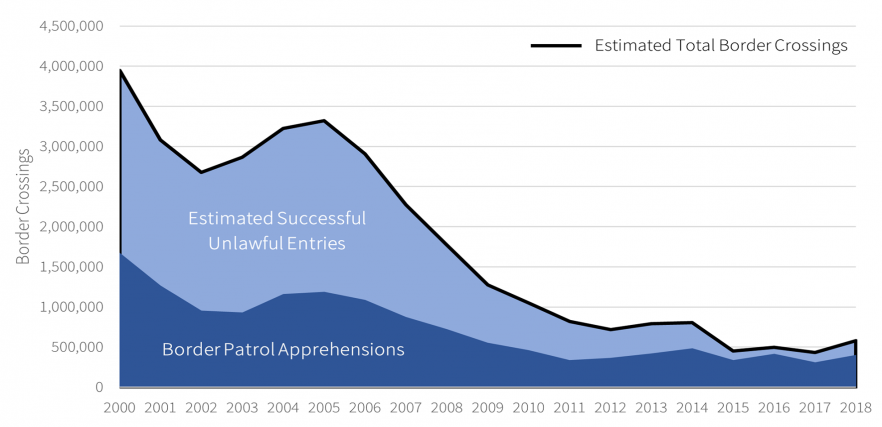 4,500,000
Estimated Total Border Crossings
4,000,000
3,500,000
3,000,000
2,500,000
Border Crossings
Estimated Successful
Unlawful Entries
2,000,000
1,500,000
1,000,000
Border Patrol Apprehensions
500,000
0
2000 2001 2002 2003 2004 2005 2006 2007 2008 2009 2010 2011 2012 2013 2014 2015 2016 2017 2018